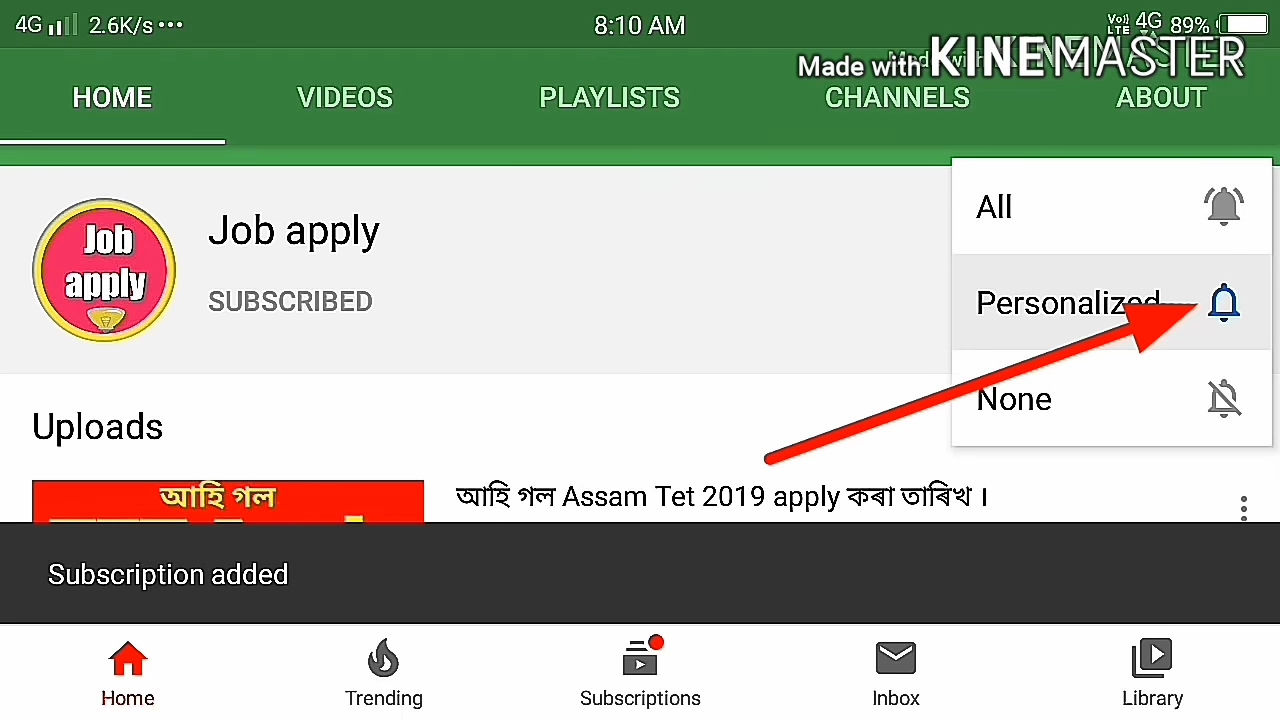 4G 2.6K/s ... 8:10 AM Vo)) LTE 4G 89%
Made with KINEMASTER
HOME VIDEOS PLAYLISTS CHANNELS ABOUT
Job apply
Job apply
SUBSCRIBED
All
Personalized
None
Uploads
আহি গল
আহি গল Assam Tet 2019 apply কৰা তাৰিখ ।
Subscription added
Home Trending Subscriptions Inbox Library